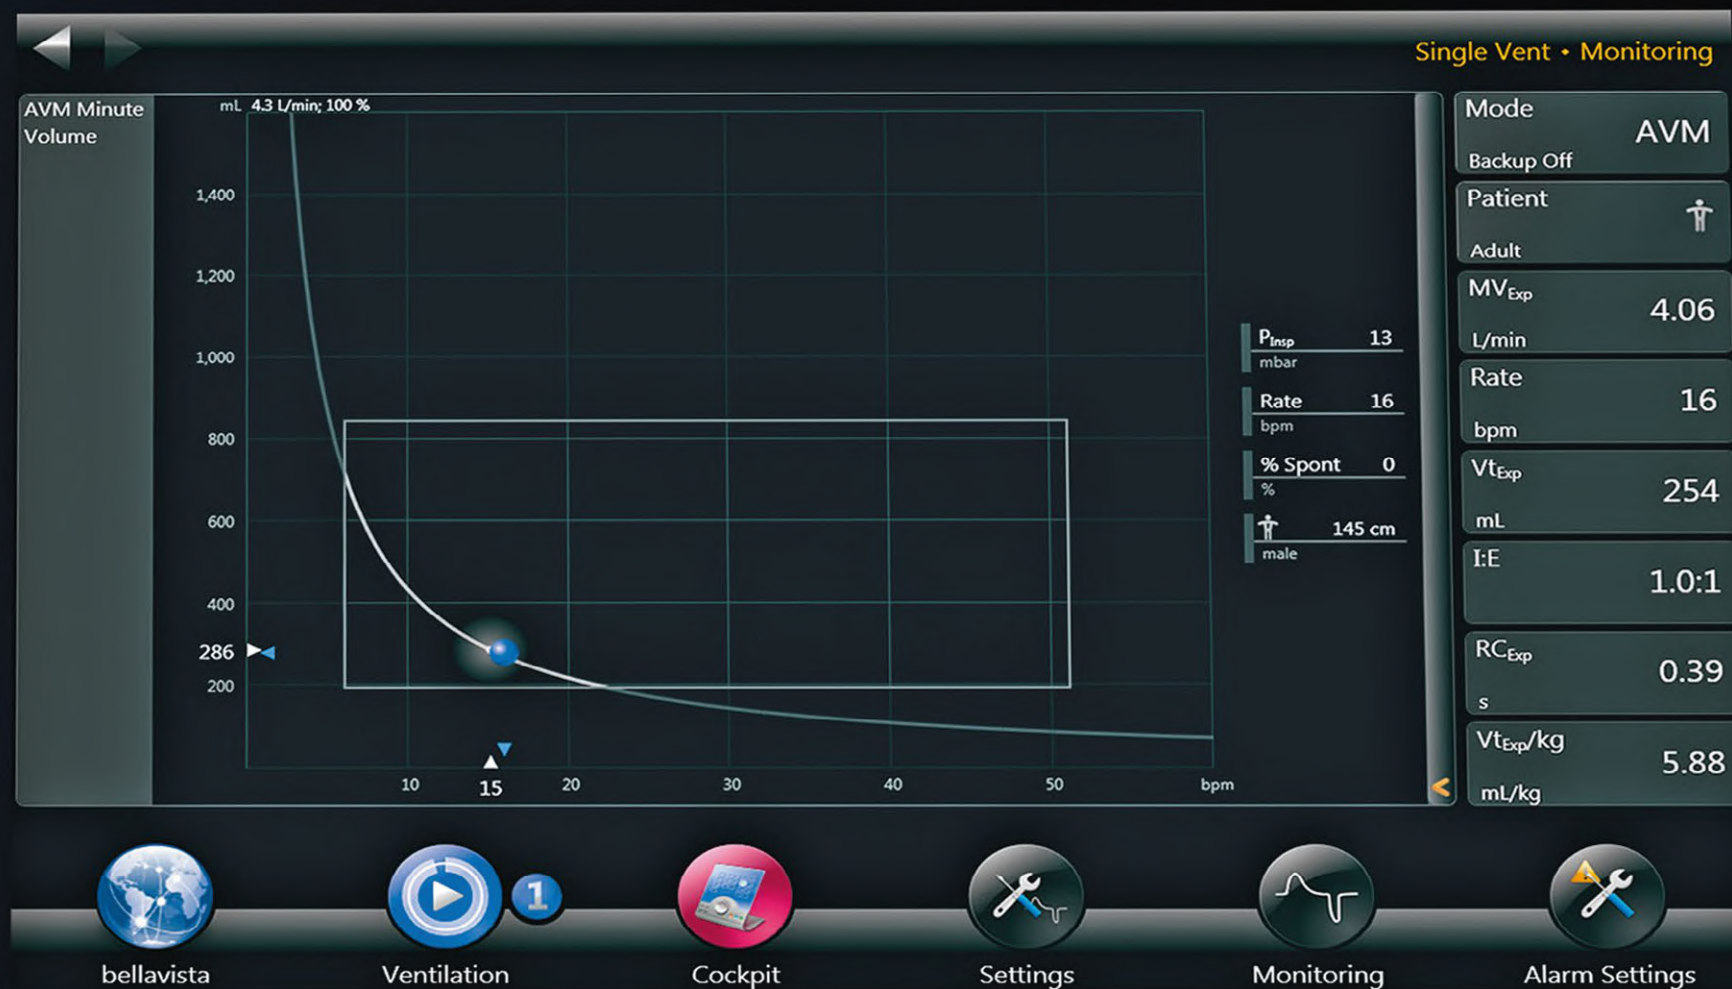 Single Vent • Monitoring
AVM Minute
Volume
mL 4.3 L/min; 100 %
1,400
1,200
1,000
800
600
400
286
200
10
15
20
30
40
50
bpm
PInsp 13
mbar
Rate 16
bpm
% Spont 0
%
145 cm
male
Mode
AVM
Backup Off
Patient
Adult
MVExp
4.06
L/min
Rate
16
bpm
VtExp
254
mL
I:E
1.0:1
RCExp
0.39
s
VtExp/kg
5.88
mL/kg
<
1
bellavista
Ventilation
Cockpit
Settings
Monitoring
Alarm Settings